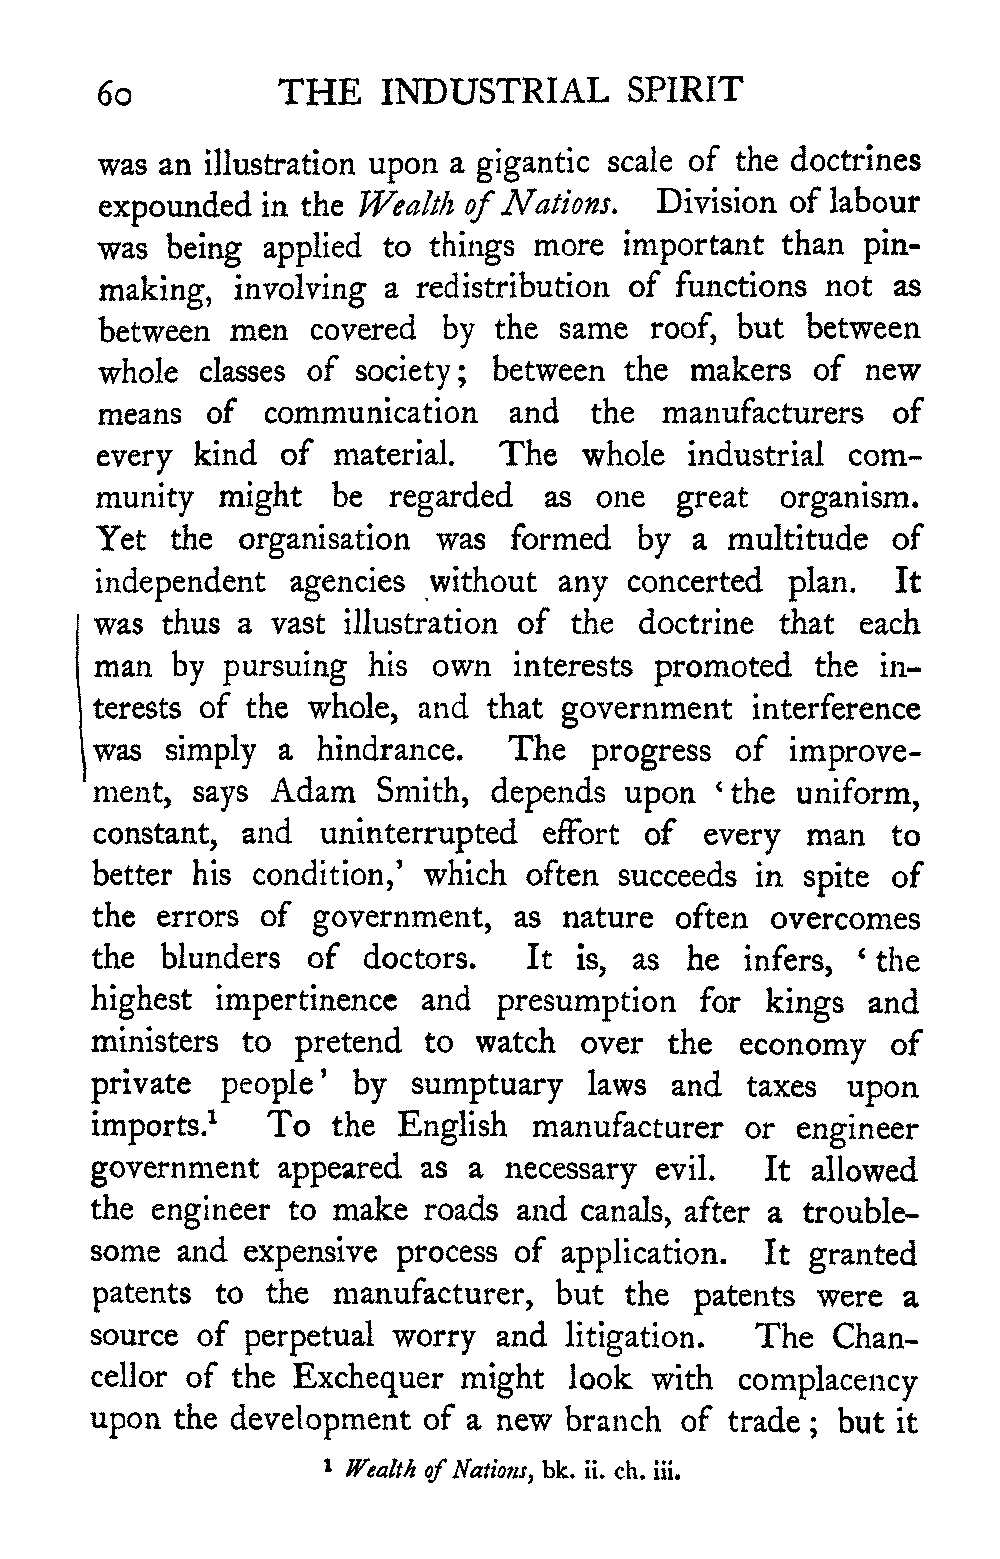 60 THE INDUSTRIAL SPIRIT
was an illustration upon a gigantic scale of the doctrines
expounded in the Wealth of Nations. Division of labour
was being applied to things more important than pin-
making, involving a redistribution of functions not as
between men covered by the same roof, but between
whole classes of society; between the makers of new
means of communication and the manufacturers of
every kind of material. The whole industrial com-
munity might be regarded as one great organism.
Yet the organisation was formed by a multitude of
independent agencies without any concerted plan. It
was thus a vast illustration of the doctrine that each
man by pursuing his own interests promoted the in-
terests of the whole, and that government interference
was simply a hindrance. The progress of improve-
ment, says Adam Smith, depends upon ‘the uniform,
constant, and uninterrupted effort of every man to
better his condition,’ which often succeeds in spite of
the errors of government, as nature often overcomes
the blunders of doctors. It is, as he infers, ‘the
highest impertinence and presumption for kings and
ministers to pretend to watch over the economy of
private people’ by sumptuary laws and taxes upon
imports.¹ To the English manufacturer or engineer
government appeared as a necessary evil. It allowed
the engineer to make roads and canals, after a trouble-
some and expensive process of application. It granted
patents to the manufacturer, but the patents were a
source of perpetual worry and litigation. The Chan-
cellor of the Exchequer might look with complacency
upon the development of a new branch of trade; but it
¹ Wealth of Nations, bk. ii. ch. iii.